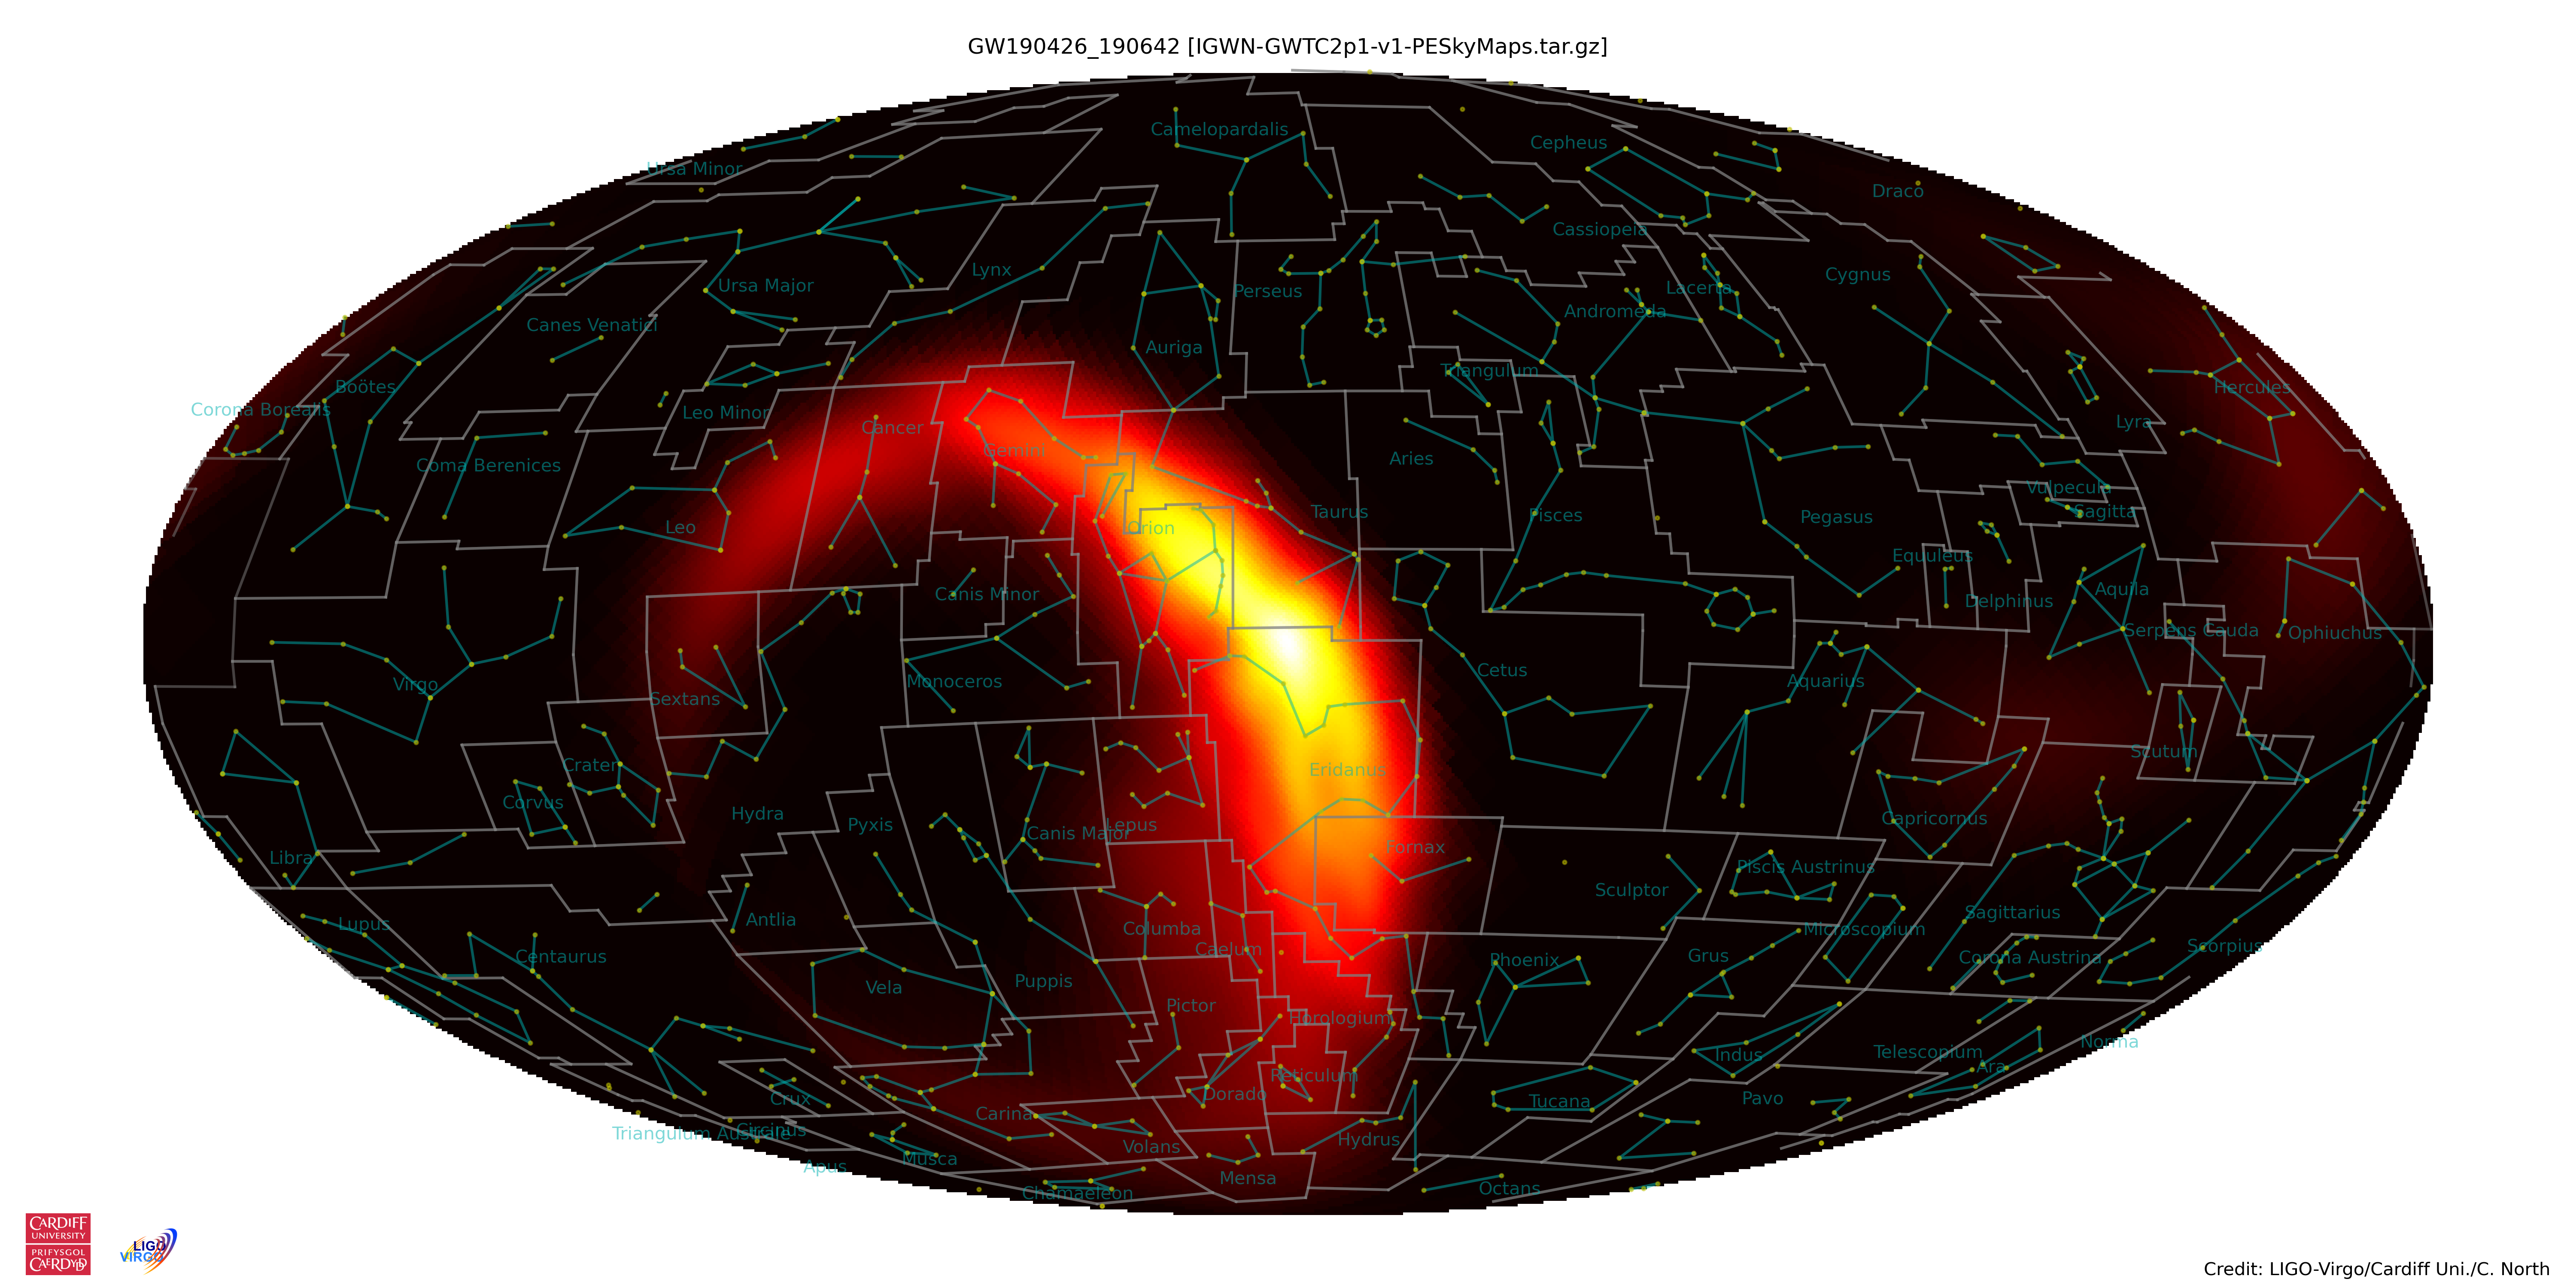 GW190426_190642 [IGWN-GWTC2p1-v1-PESkyMaps.tar.gz]
Camelopardalis
Cepheus
Ursa Minor
Draco
Cassiopeia
Lynx
Cygnus
Ursa Major
Lacerta
Perseus
Andromeda
Canes Venatici
Auriga
Triangulum
Boötes
Hercules
Corona Borealis
Leo Minor
Lyra
Cancer
Gemini
Aries
Coma Berenices
Vulpecula
Taurus
Sagitta
Pisces
Pegasus
Leo
Orion
Equuleus
Aquila
Canis Minor
Delphinus
Serpens Cauda
Ophiuchus
Cetus
Virgo
Monoceros
Aquarius
Sextans
Scutum
Crater
Eridanus
Corvus
Hydra
Capricornus
Pyxis
Lepus
Canis Major
Fornax
Libra
Piscis Austrinus
Sculptor
Sagittarius
Antlia
Lupus
Columba
Microscopium
Scorpius
Caelum
Centaurus
Grus
Corona Austrina
Phoenix
Puppis
Vela
Pictor
Horologium
Norma
Telescopium
Indus
Ara
Reticulum
Dorado
Crux
Pavo
Tucana
Carina
Circinus
Triangulum Australe
Hydrus
Volans
Musca
Apus
Mensa
Octans
Chamaeleon
CARDIFF
UNIVERSITY
PRIFYSGOL
CAERDYDD
LIGO
VIRGO
Credit: LIGO-Virgo/Cardiff Uni./C. North